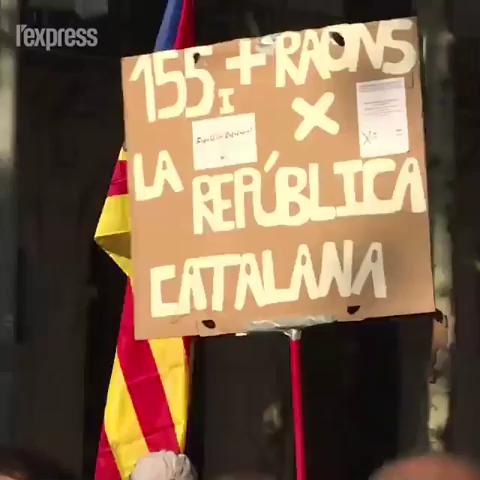 l'express
155 I + RAONS
X
LA REPÚBLICA
CATALANA